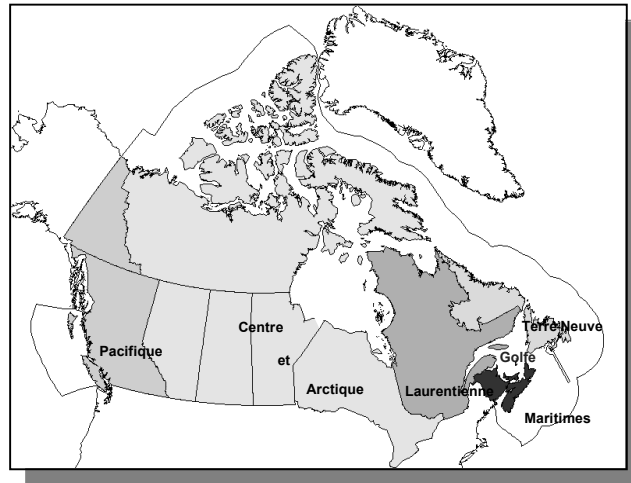 Centre
Terre-Neuve
Pacifique
et
Golfe
Arctique
Laurentienne
Maritimes